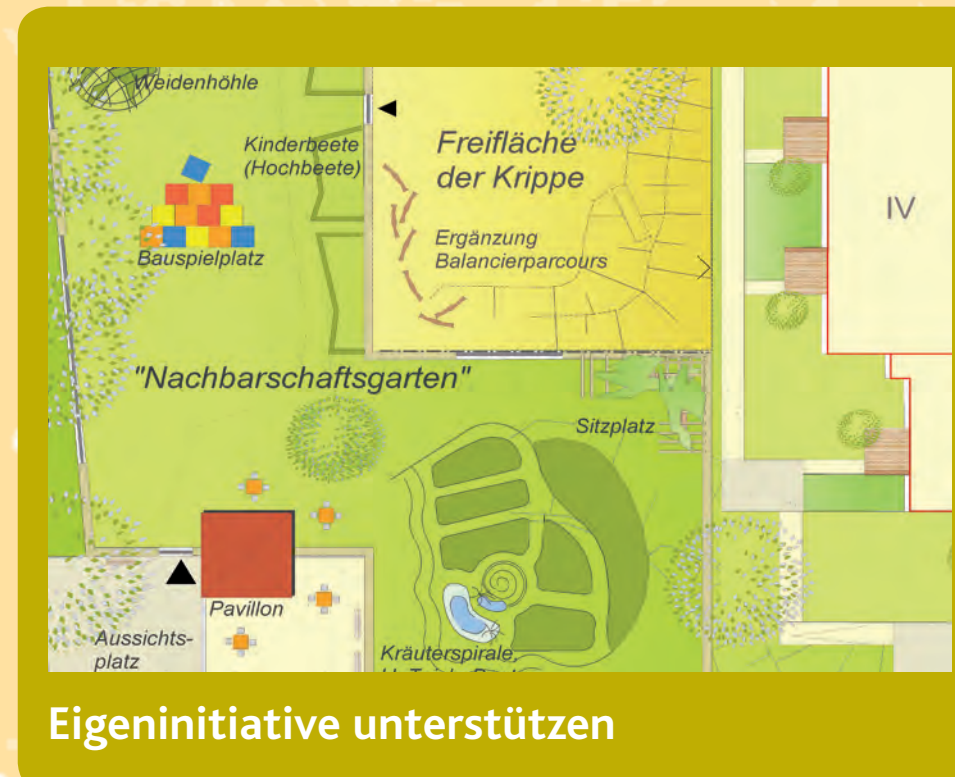 Weidenhöhle
Kinderbeete
(Hochbeete)
Freifläche
der Krippe
IV
Ergänzung
Balancierparcours
Bauspielplatz
"Nachbarschaftsgarten"
Sitzplatz
Pavillon
Aussichts-
platz
Kräuterspirale,
Eigeninitiative unterstützen